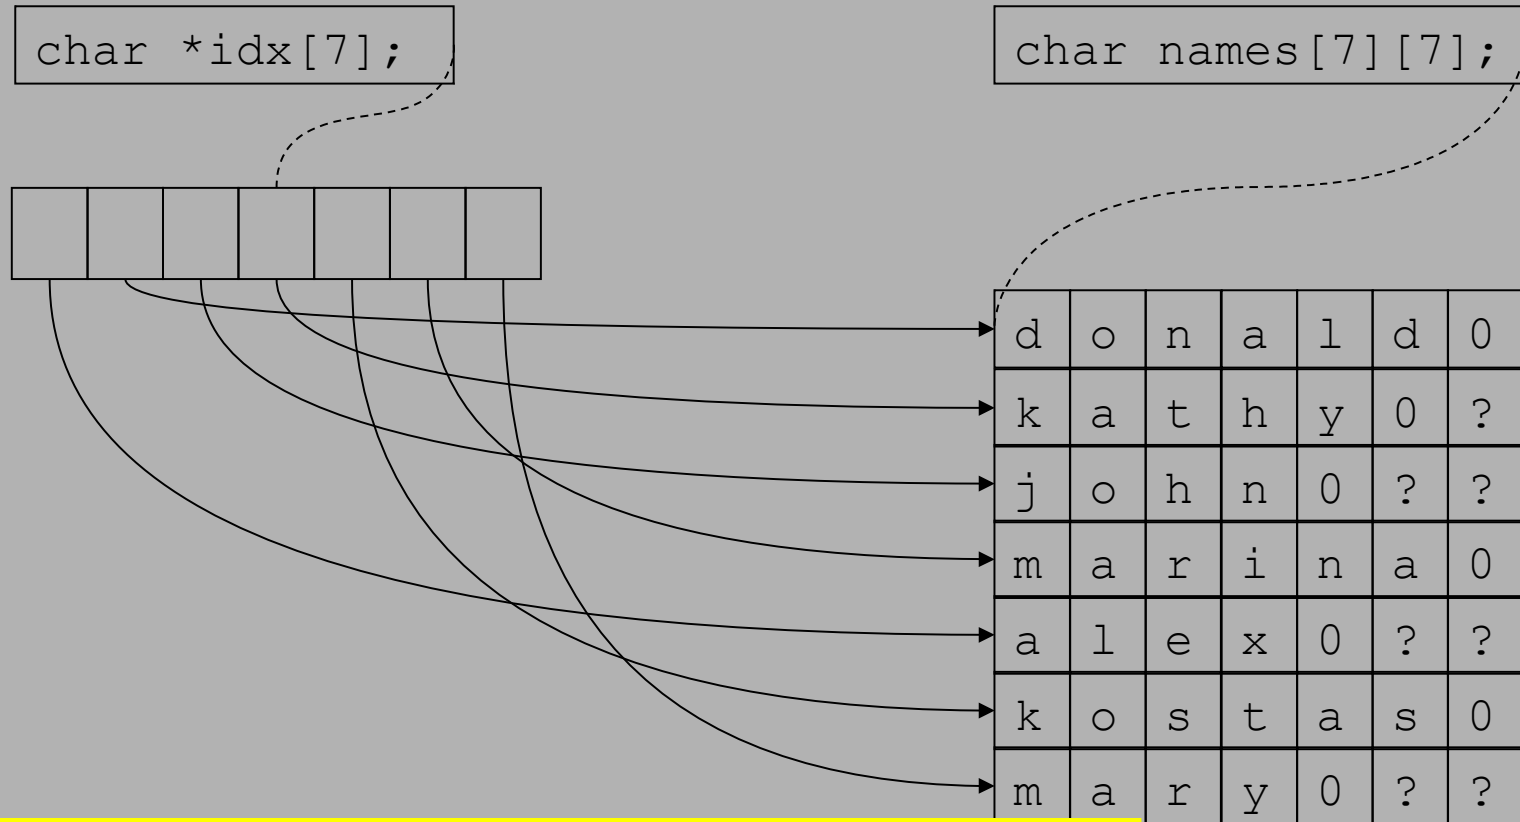 char *idx[7];
char names[7][7];
d o n a l d 0
k a t h y 0 ?
j o h n 0 ? ?
m a r i n a 0
a l e x 0 ? ?
k o s t a s 0
m a r y 0 ? ?